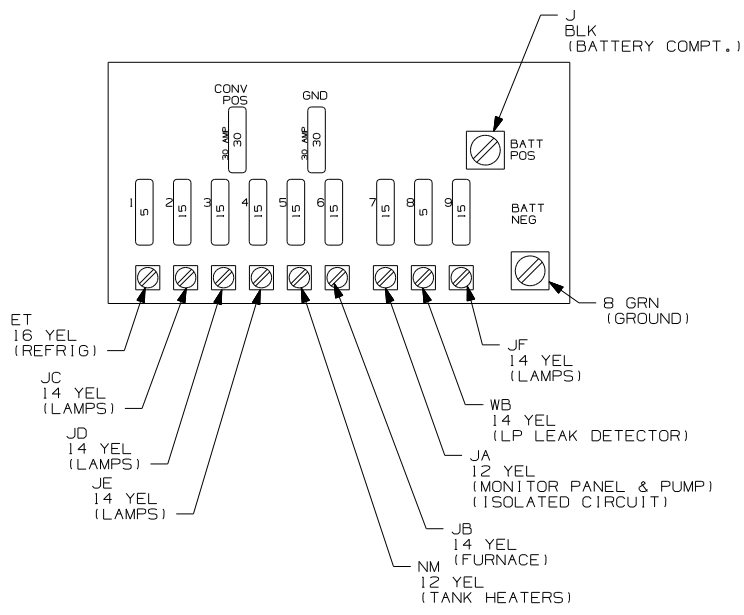 J
BLK
(BATTERY COMPT.)
CONV
POS
GND
30 AMP
30
30 AMP
30
BATT
POS
1
5
2
15
3
15
4
15
5
15
6
15
7
15
8
5
9
15
BATT
NEG
8 GRN
(GROUND)
ET
16 YEL
(REFRIG)
JF
14 YEL
(LAMPS)
JC
14 YEL
(LAMPS)
WB
14 YEL
(LP LEAK DETECTOR)
JD
14 YEL
(LAMPS)
JA
12 YEL
(MONITOR PANEL & PUMP)
(ISOLATED CIRCUIT)
JE
14 YEL
(LAMPS)
JB
14 YEL
(FURNACE)
NM
12 YEL
(TANK HEATERS)